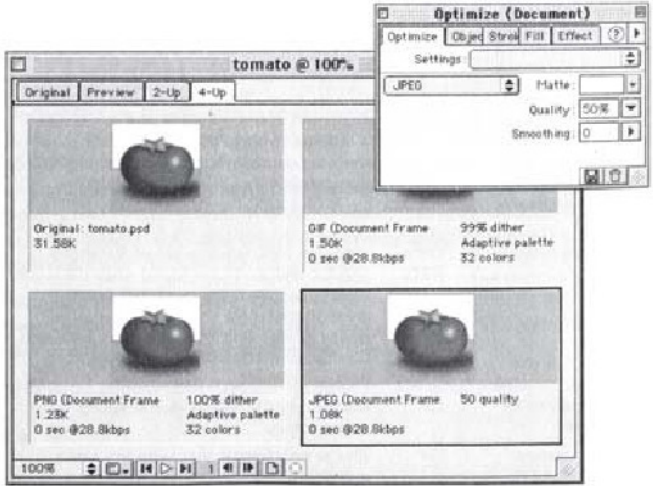 Optimize (Document)
Optimize Objec Strok Fill Effect ?
Settings:
JPEG Matte:
Quality: 50%
Smoothing: 0
tomato @ 100%
Original Preview 2-Up 4-Up
Original: tomato.psd
31.58K
GIF (Document Frame 99% dither
1.50K Adaptive palette
0 sec @28.8kbps 32 colors
PNG (Document Frame 100% dither
1.23K Adaptive palette
0 sec @28.8kbps 32 colors
JPEG (Document Frame 50 quality
1.08K
0 sec @28.8kbps
100% 1